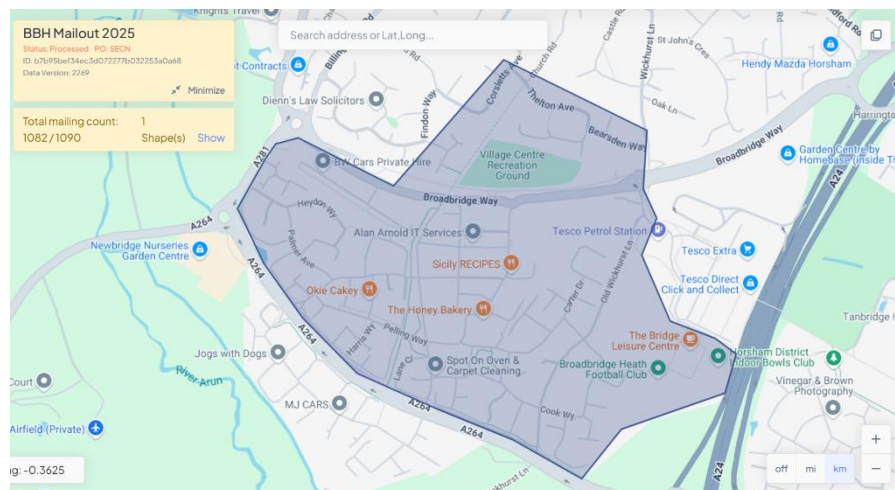 BBH Mailout 2025
Status: Processed PO: SECN
ID: b7b95bef34ec3d072277b032253a0a68
Data Version: 2269
Minimize
Total mailing count:
1082 / 1090
1
Shape(s)
Show
Search address or Lat,Long...
Knights Travel
Contracts
Dienn's Law Solicitors
Findon Way
Corsletts Ave
Church Rd
Castle
Wickhurst Ln
St John's Cres
Hendy Mazda Horsham
Thelton Ave
Oak Ln
Bearsden Way
Broadbridge Way
Garden Centre by
Homebase (inside
A281
BW Cars Private Hire
Village Centre
Recreation
Ground
A24
Broadbridge Way
Heydon Wy
A264
Palmer Ave
Alan Arnold IT Services
Tesco Petrol Station
Newbridge Nurseries
Garden Centre
Tesco Extra
Sicily RECIPES
Old Wickhurst Ln
A264
Okie Cakey
Carter Dr
Tesco Direct
Click and Collect
The Honey Bakery
A264
Harris Wy
Pelling Way
The Bridge
Leisure Centre
Jogs with Dogs
Lane Cr
Spot On Oven &
Carpet Cleaning
Broadbridge Heath
Football Club
Horsham District
Indoor Bowls Club
Court
River Arun
Vinegar & Brown
Photography
MJ CARS
A264
Cook Wy
Airfield (Private)
A264
A24
ng: -0.3625
off
mi
km
+
−